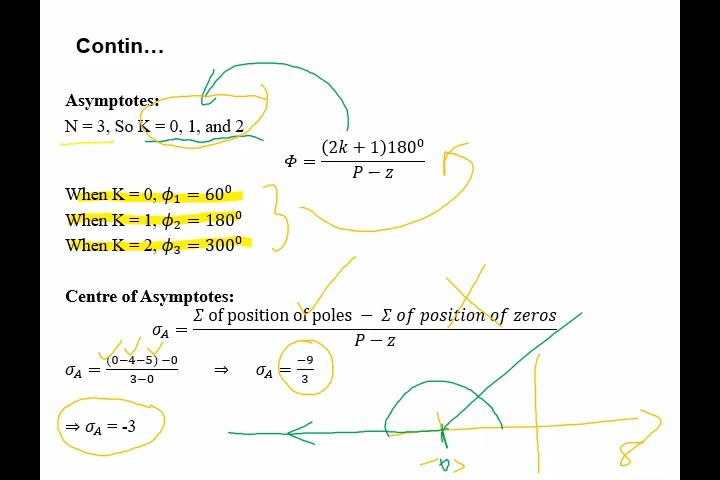 Contin...
Asymptotes:
N = 3, So K = 0, 1, and 2
Φ = (2k + 1)180⁰ / P − z
When K = 0, ϕ₁ = 60⁰
When K = 1, ϕ₂ = 180⁰
When K = 2, ϕ₃ = 300⁰
Centre of Asymptotes:
σ_A = Σ of position of poles − Σ of position of zeros / P − z
σ_A = (0−4−5) −0 / 3−0 ⇒ σ_A = −9 / 3
⇒ σ_A = -3